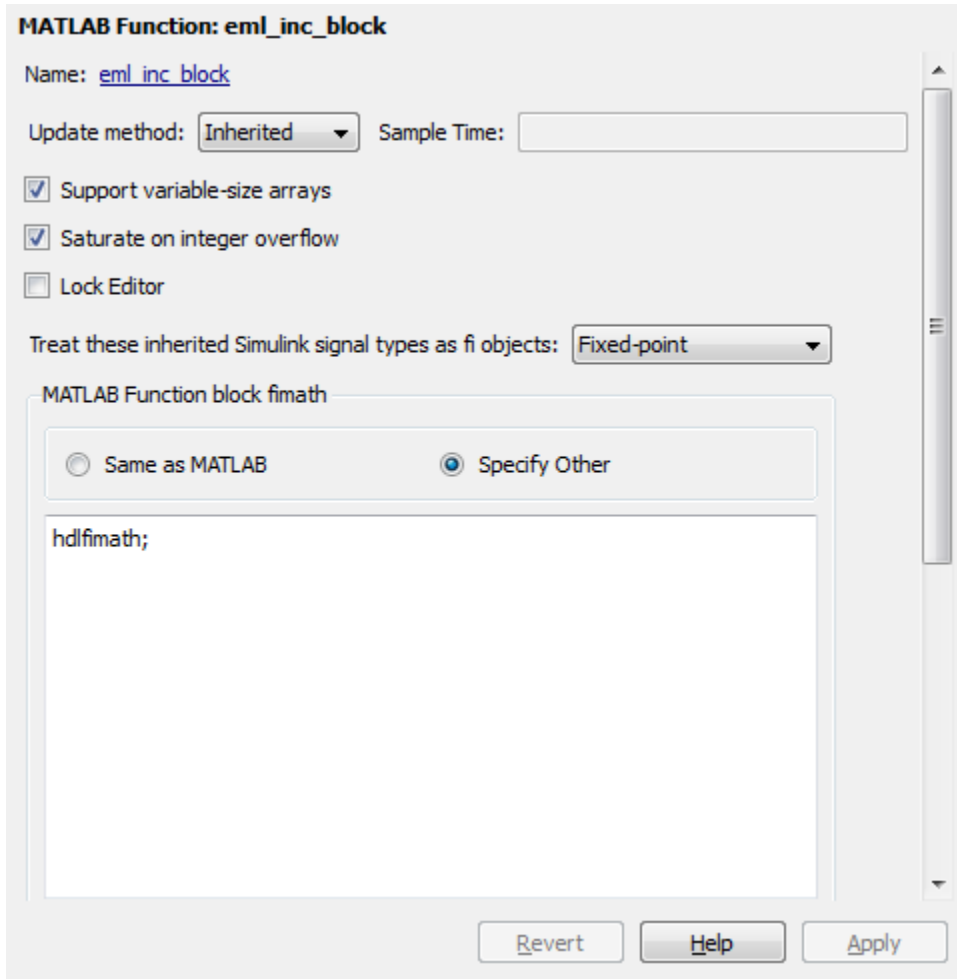 MATLAB Function: eml_inc_block
Name: eml_inc_block
Update method: Inherited Sample Time:
Support variable-size arrays
Saturate on integer overflow
Lock Editor
Treat these inherited Simulink signal types as fi objects: Fixed-point
MATLAB Function block fimath
Same as MATLAB Specify Other
hdlfimath;
Revert Help Apply